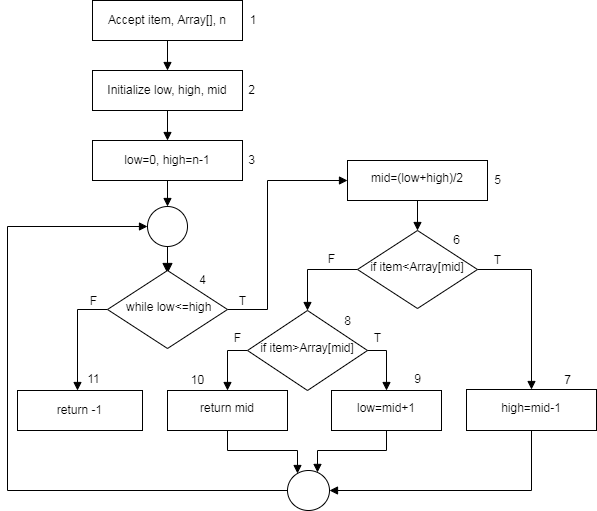 Accept item, Array[], n 1
Initialize low, high, mid 2
low=0, high=n-1 3
mid=(low+high)/2 5
6
F if item<Array[mid] T
4
F while low<=high T
8
F if item>Array[mid] T
11 10 9 7
return -1 return mid low=mid+1 high=mid-1